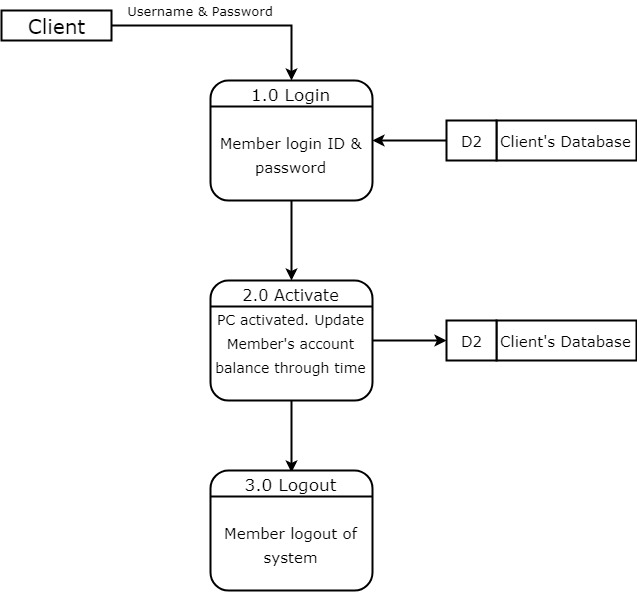 Username & Password
Client
1.0 Login
Member login ID &
password
D2 Client's Database
2.0 Activate
PC activated. Update
Member's account
balance through time
D2 Client's Database
3.0 Logout
Member logout of
system